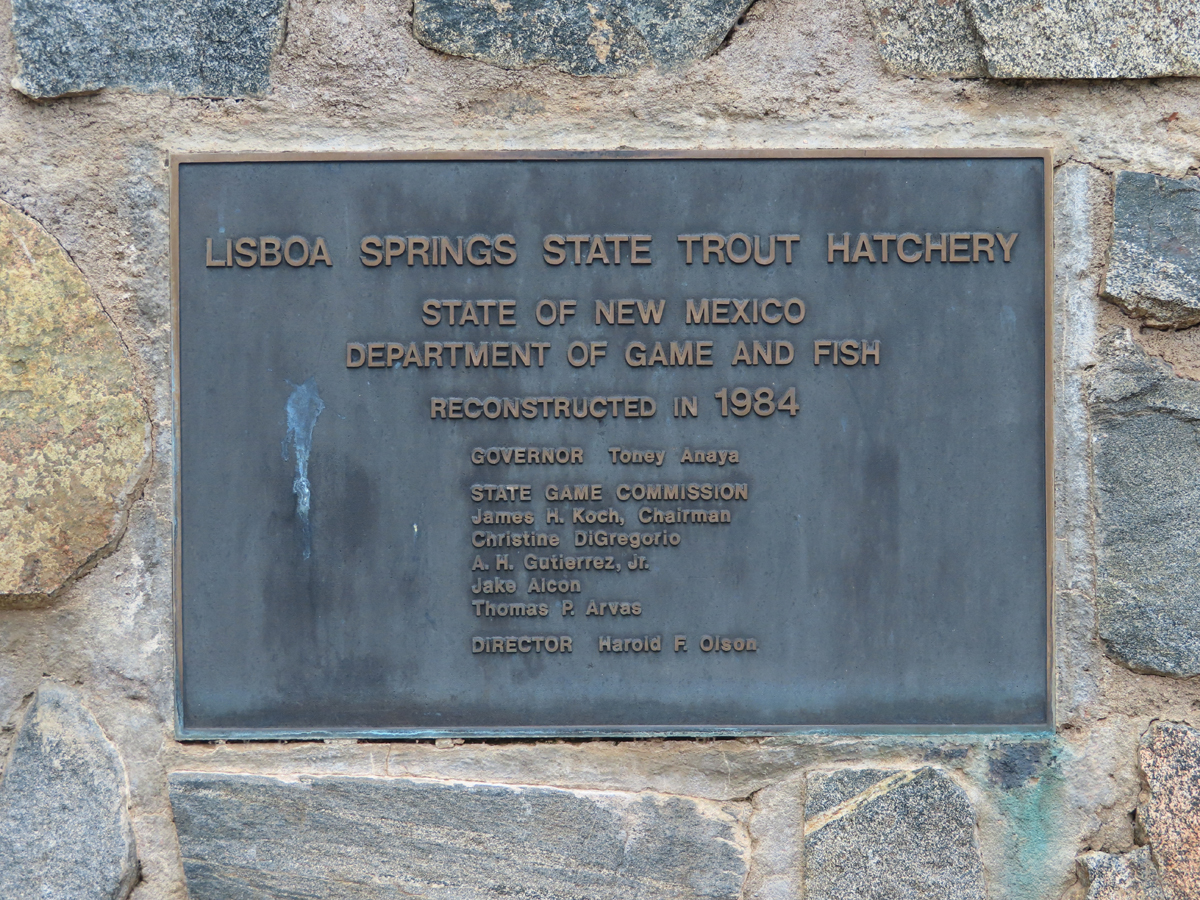 LISBOA SPRINGS STATE TROUT HATCHERY
STATE OF NEW MEXICO
DEPARTMENT OF GAME AND FISH
RECONSTRUCTED IN 1984
GOVERNOR Toney Anaya
STATE GAME COMMISSION
James H. Koch, Chairman
Christine DiGregorio
A. H. Gutierrez, Jr.
Jake Alcon
Thomas P. Arvas
DIRECTOR Harold F. Olson